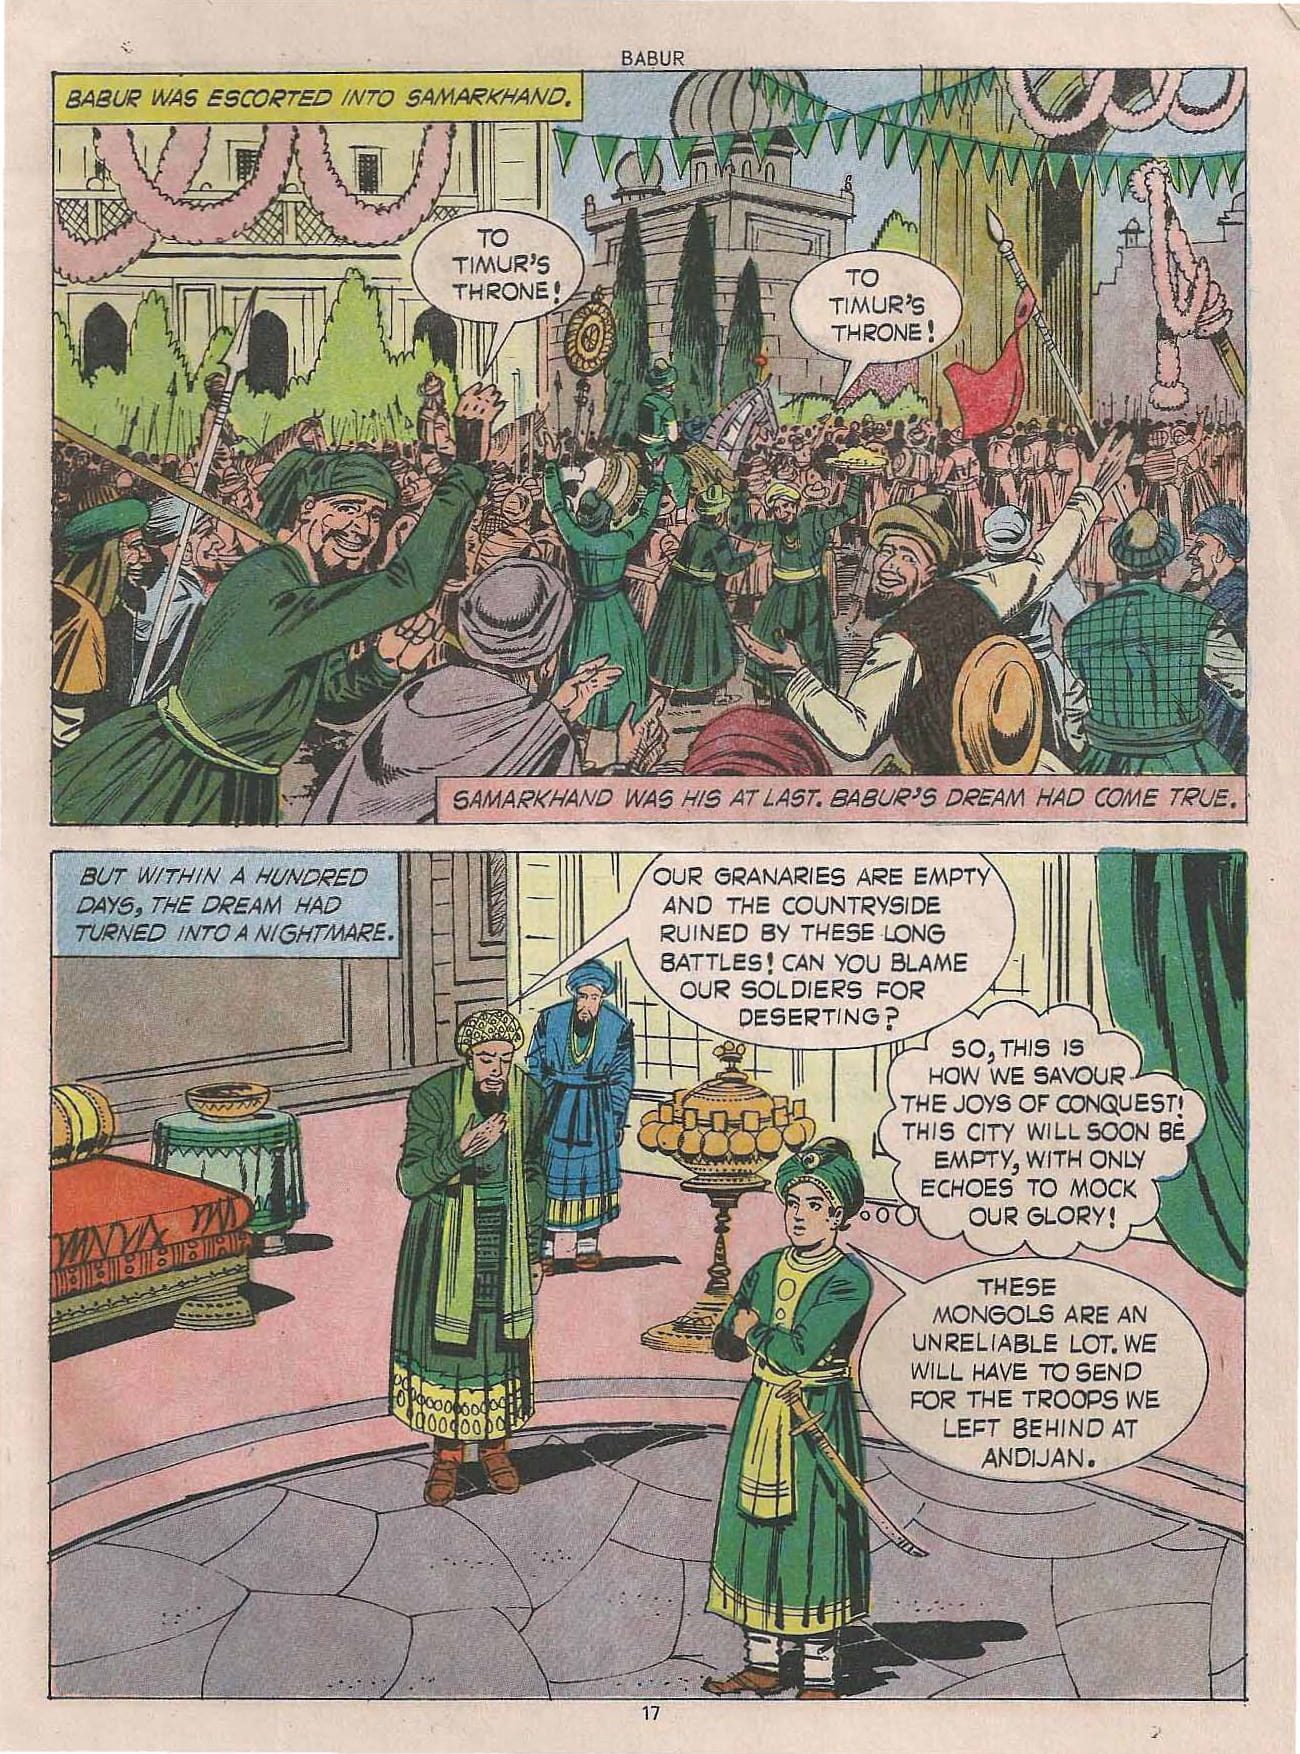 BABUR
BABUR WAS ESCORTED INTO SAMARKHAND.
TO
TIMUR'S
THRONE!
TO
TIMUR'S
THRONE!
SAMARKHAND WAS HIS AT LAST. BABUR'S DREAM HAD COME TRUE.
BUT WITHIN A HUNDRED
DAYS, THE DREAM HAD
TURNED INTO A NIGHTMARE.
OUR GRANARIES ARE EMPTY
AND THE COUNTRYSIDE
RUINED BY THESE LONG
BATTLES! CAN YOU BLAME
OUR SOLDIERS FOR
DESERTING?
SO, THIS IS
HOW WE SAVOUR
THE JOYS OF CONQUEST!
THIS CITY WILL SOON BE
EMPTY, WITH ONLY
ECHOES TO MOCK
OUR GLORY!
THESE
MONGOLS ARE AN
UNRELIABLE LOT. WE
WILL HAVE TO SEND
FOR THE TROOPS WE
LEFT BEHIND AT
ANDIJAN.
17